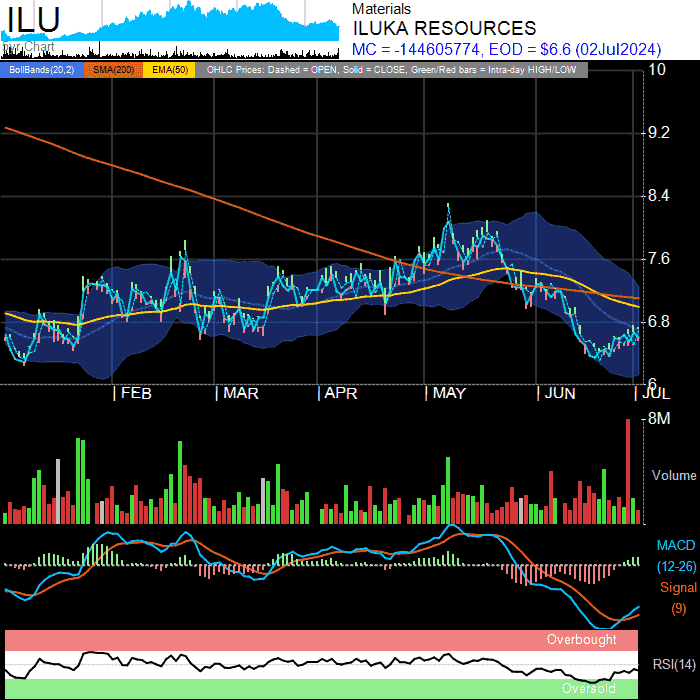 ILU
Materials
ILUKA RESOURCES
MC = -144605774, EOD = $6.6 (02Jul2024)
BollBands(20,2) SMA(200) EMA(50) OHLC Prices: Dashed = OPEN, Solid = CLOSE, Green/Red bars = Intra-day HIGH/LOW
10
9.2
8.4
7.6
6.8
6
FEB MAR APR MAY JUN JUL
8M
Volume
MACD
(12-26)
Signal
(9)
Overbought
RSI(14)
Oversold